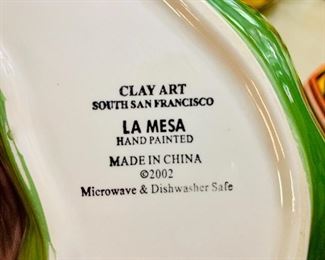 CLAY ART
SOUTH SAN FRANCISCO
LA MESA
HAND PAINTED
MADE IN CHINA
©2002
Microwave & Dishwasher Safe